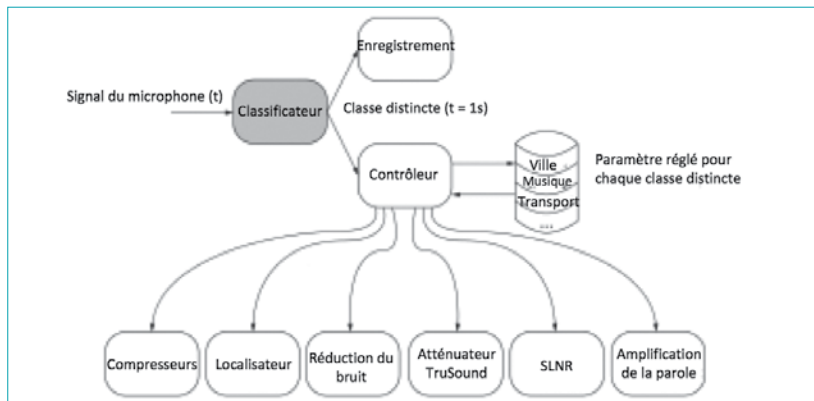 Enregistrement
Signal du microphone (t)
Classificateur
Classe distincte (t = 1s)
Contrôleur
Ville
Musique
Transport
...
Paramètre réglé pour
chaque classe distincte
Compresseurs
Localisateur
Réduction du
bruit
Atténuateur
TruSound
SLNR
Amplification
de la parole